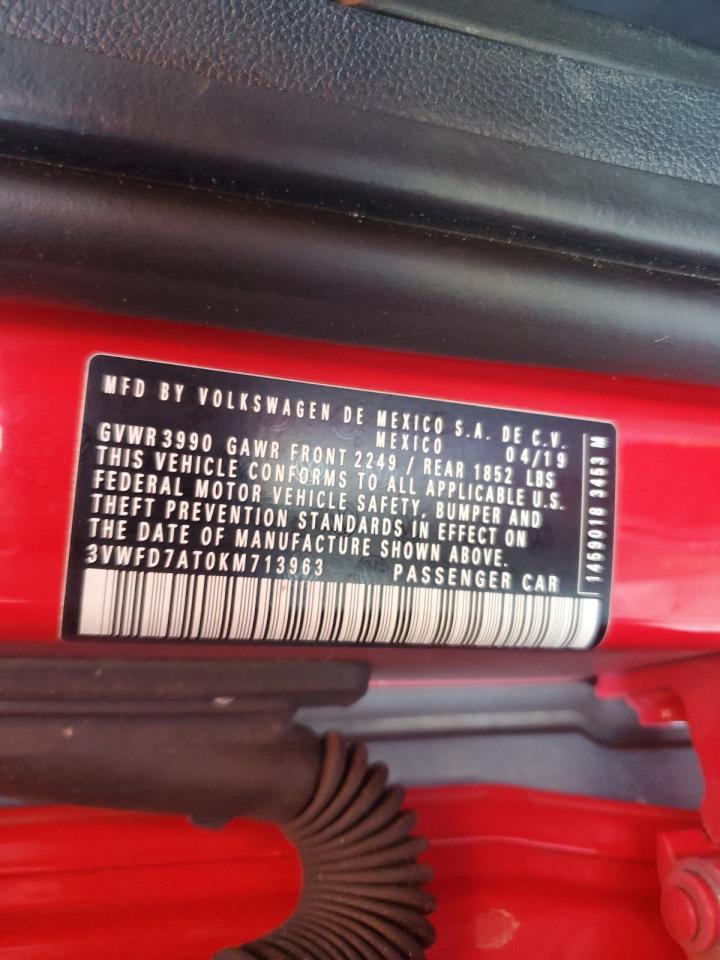 MFD BY VOLKSWAGEN DE MEXICO S.A. DE C.V.
MEXICO 04/19
GVWR 3990 GAWR FRONT 2249 / REAR 1852 LBS
THIS VEHICLE CONFORMS TO ALL APPLICABLE U.S.
FEDERAL MOTOR VEHICLE SAFETY, BUMPER AND
THEFT PREVENTION STANDARDS IN EFFECT ON
THE DATE OF MANUFACTURE SHOWN ABOVE.
3VWFD7AT0KM713963 PASSENGER CAR
1469018 3453 M